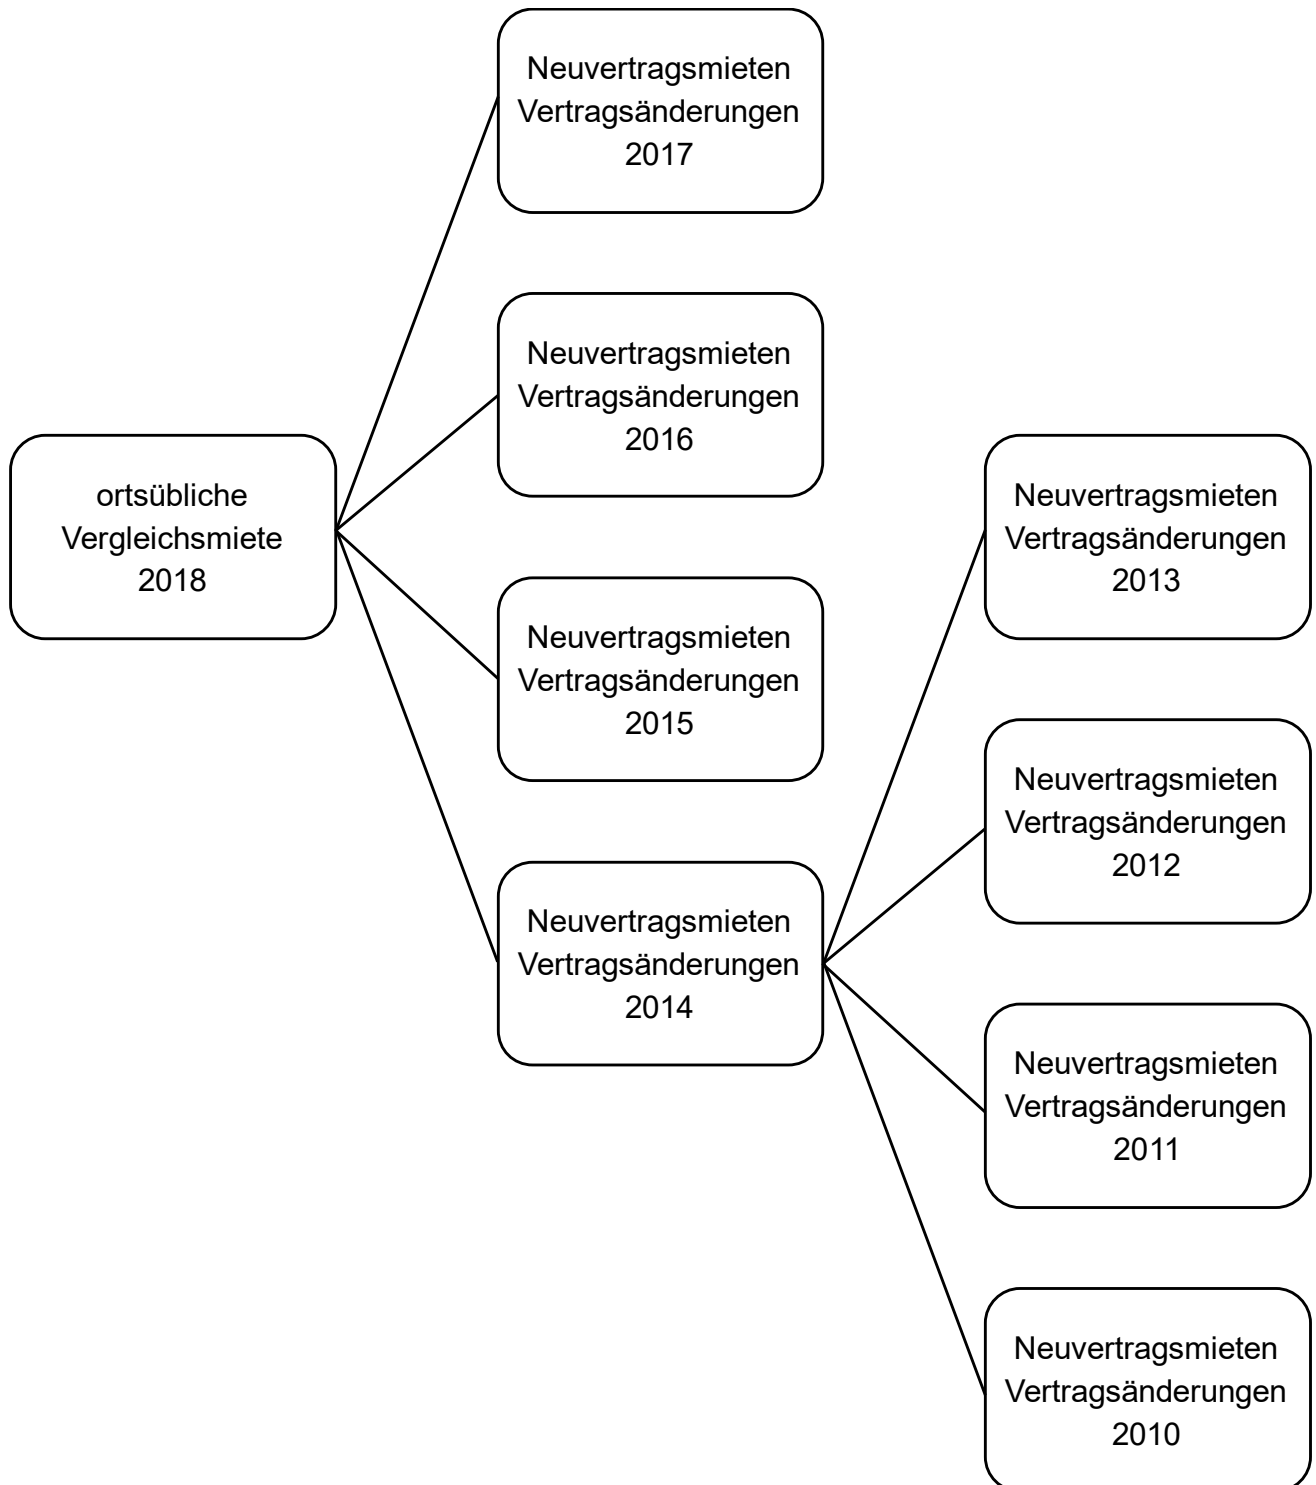 ortsübliche
Vergleichsmiete
2018
Neuvertragsmieten
Vertragsänderungen
2017
Neuvertragsmieten
Vertragsänderungen
2016
Neuvertragsmieten
Vertragsänderungen
2015
Neuvertragsmieten
Vertragsänderungen
2014
Neuvertragsmieten
Vertragsänderungen
2013
Neuvertragsmieten
Vertragsänderungen
2012
Neuvertragsmieten
Vertragsänderungen
2011
Neuvertragsmieten
Vertragsänderungen
2010